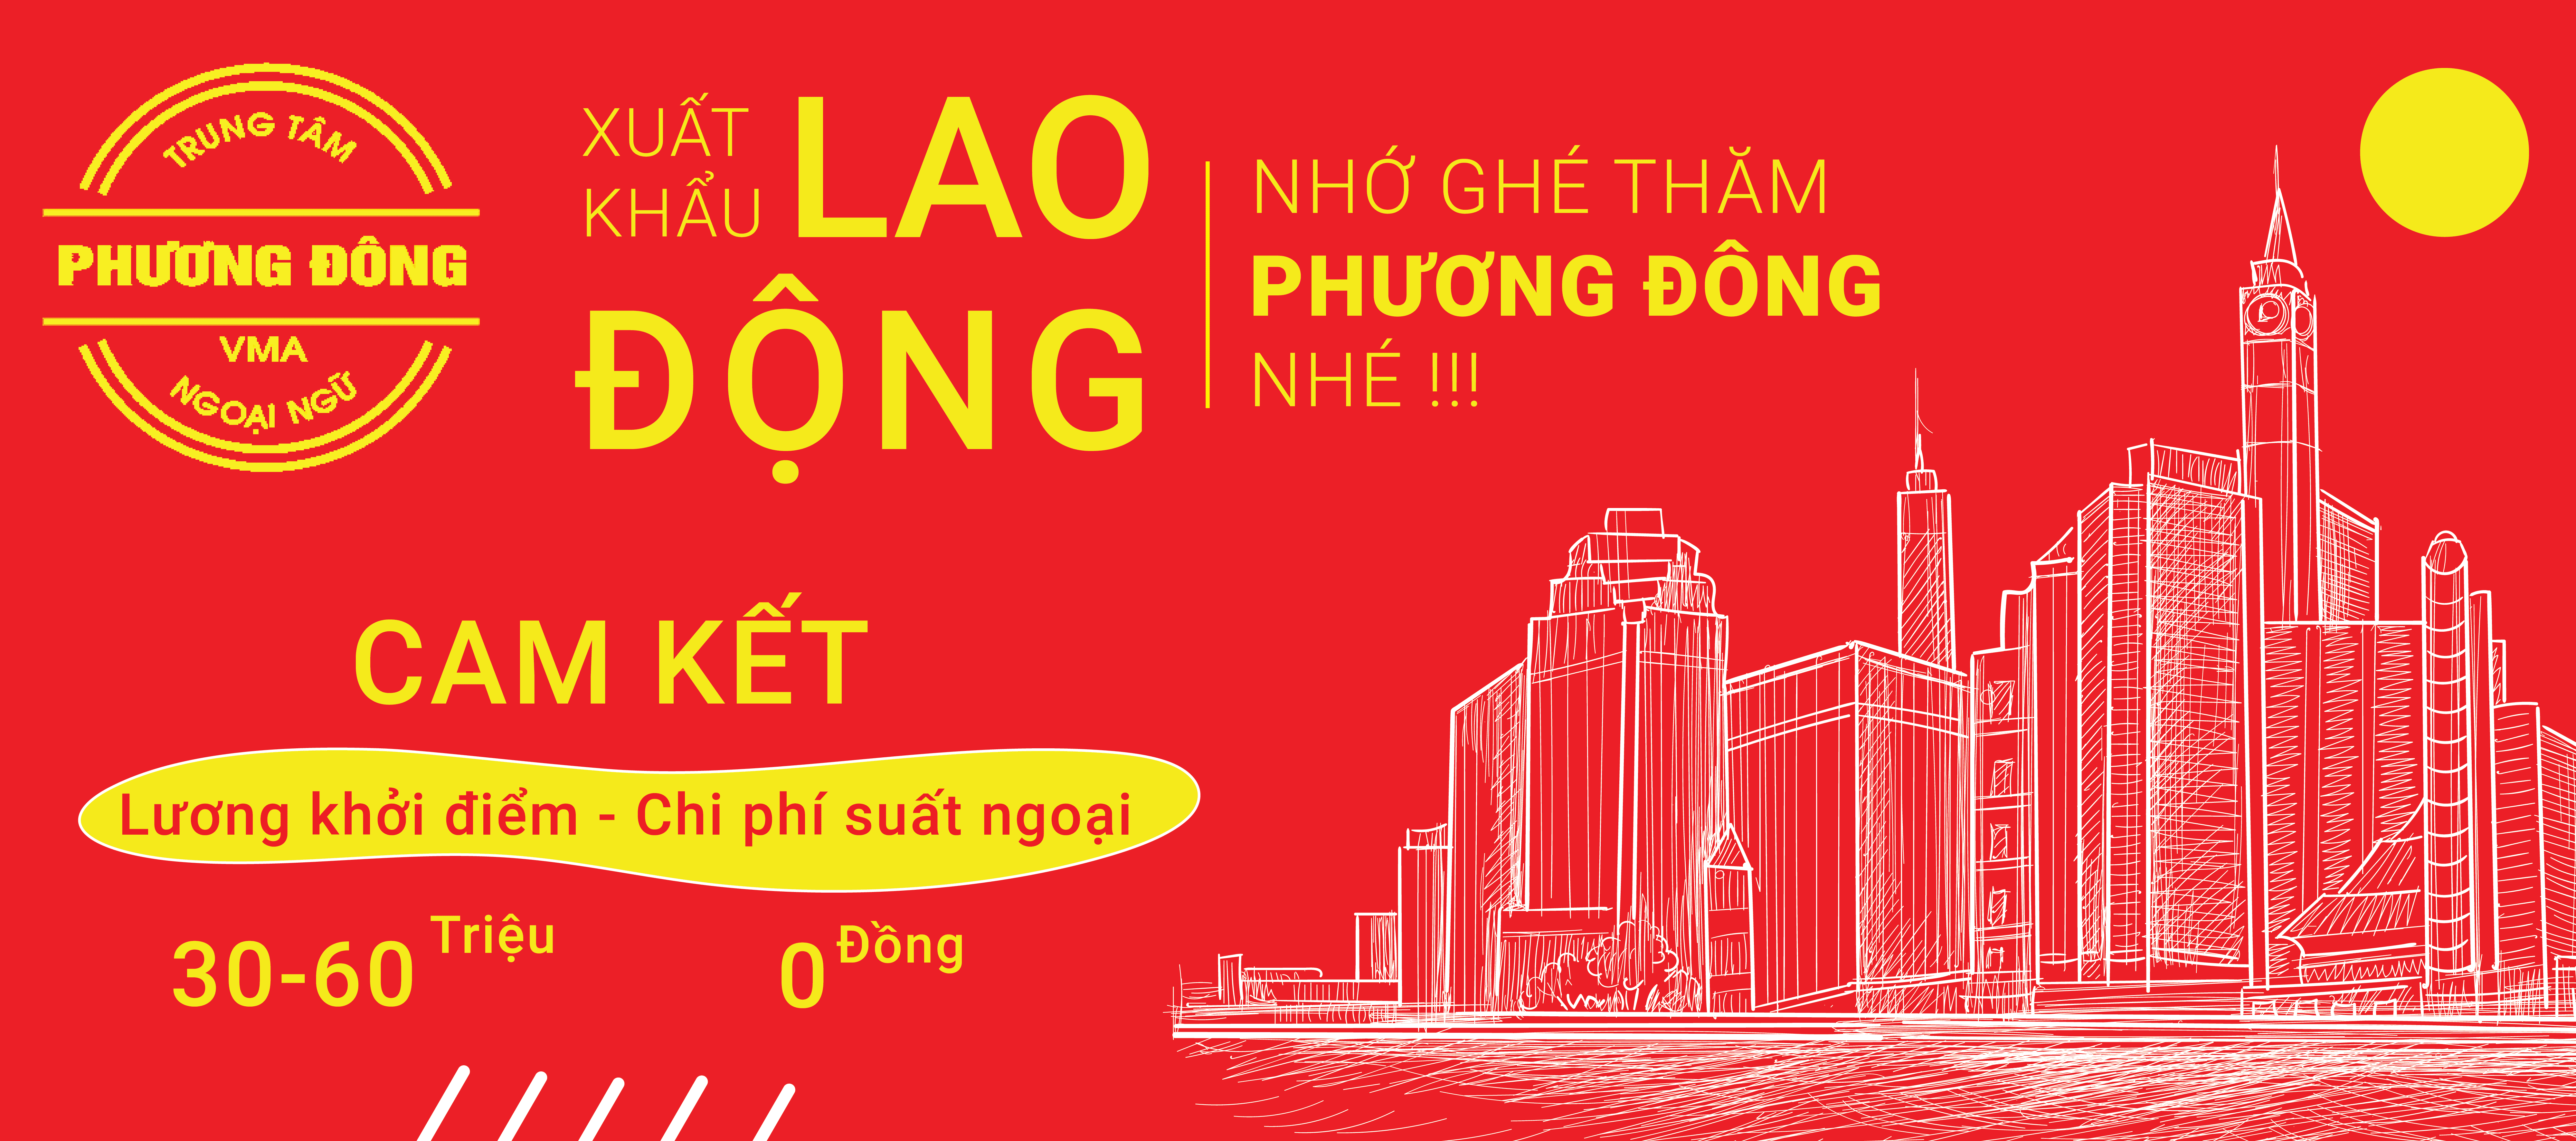 TRUNG TÂM
PHƯƠNG ĐÔNG
VMA
NGOẠI NGỮ
XUẤT
KHẨU
LAO
ĐỘNG
NHỚ GHÉ THĂM
PHƯƠNG ĐÔNG
NHÉ !!!
CAM KẾT
Lương khởi điểm - Chi phí suất ngoại
30-60 Triệu
0 Đồng